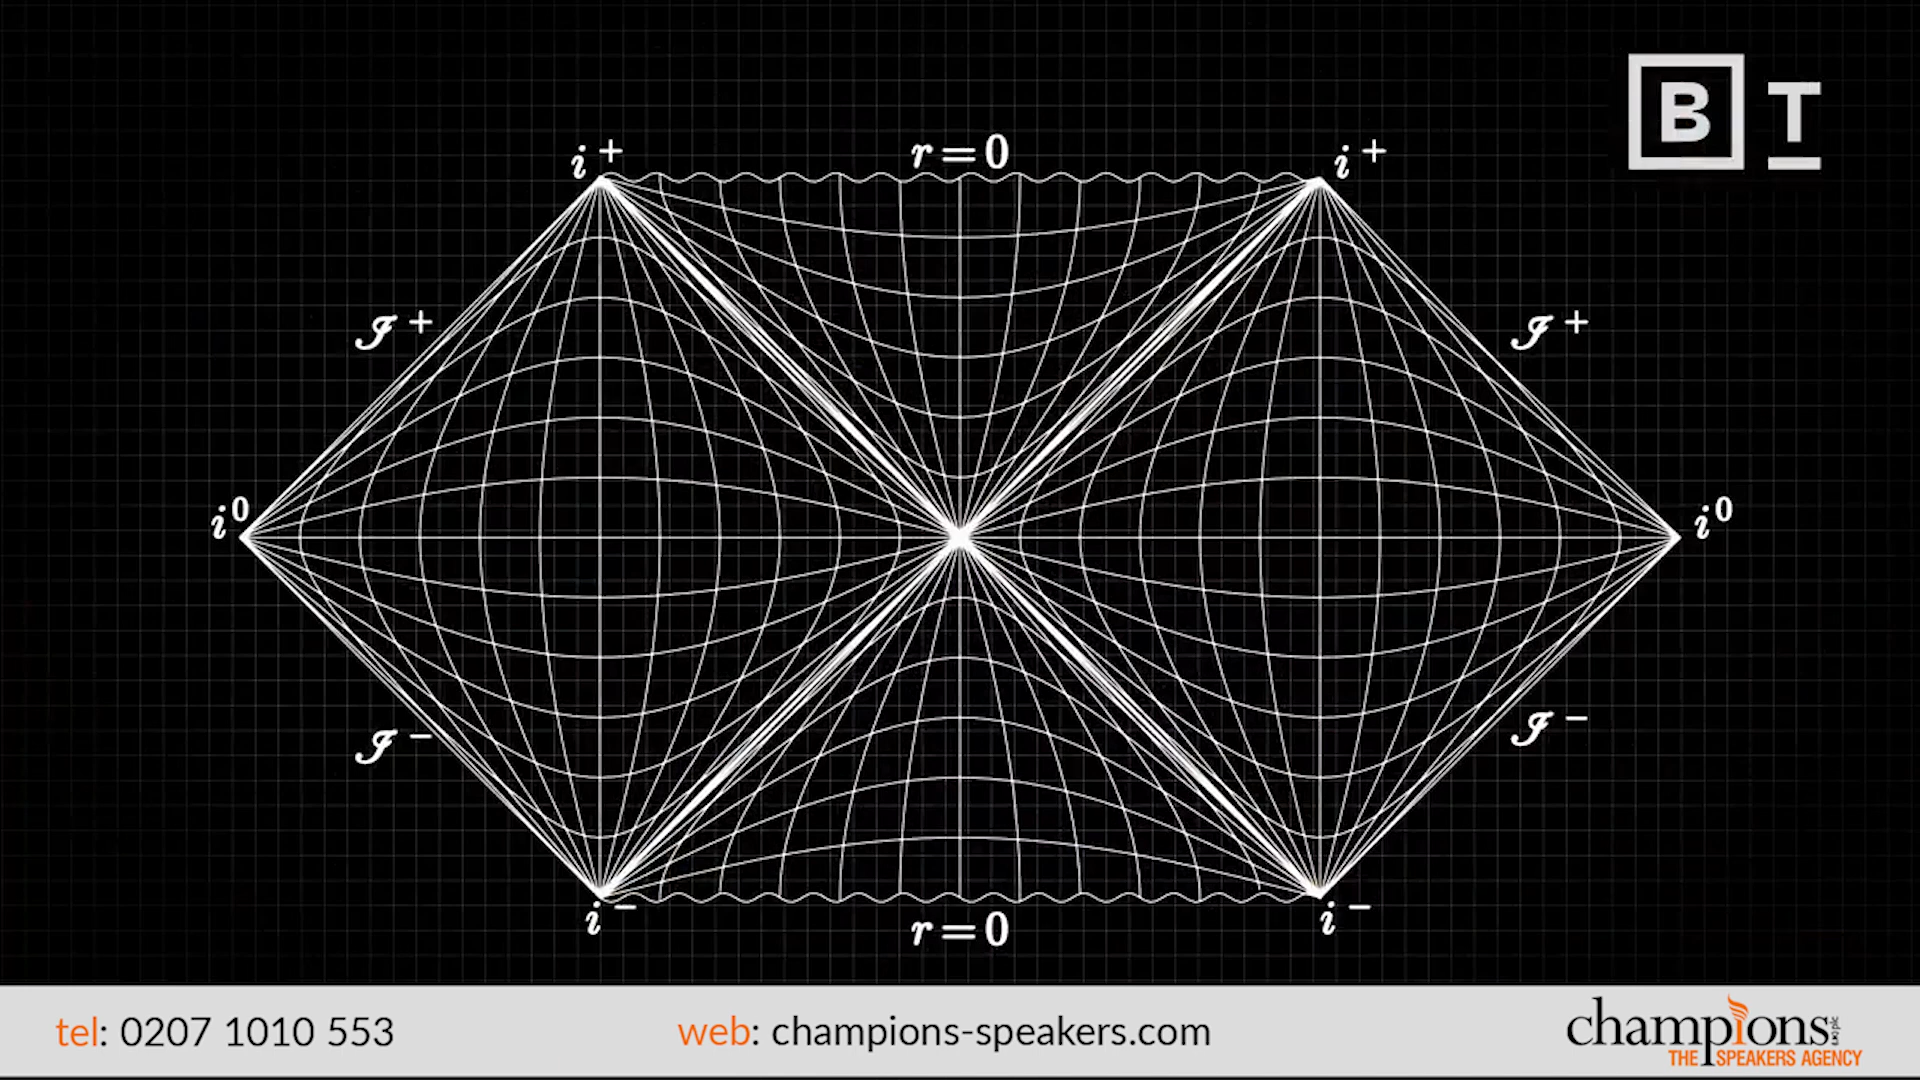 B T
i⁺
r = 0
i⁺
ℐ⁺
ℐ⁺
i⁰
i⁰
ℐ⁻
ℐ⁻
i⁻
r = 0
i⁻
tel: 0207 1010 553
web: champions-speakers.com
champions
THE SPEAKERS AGENCY